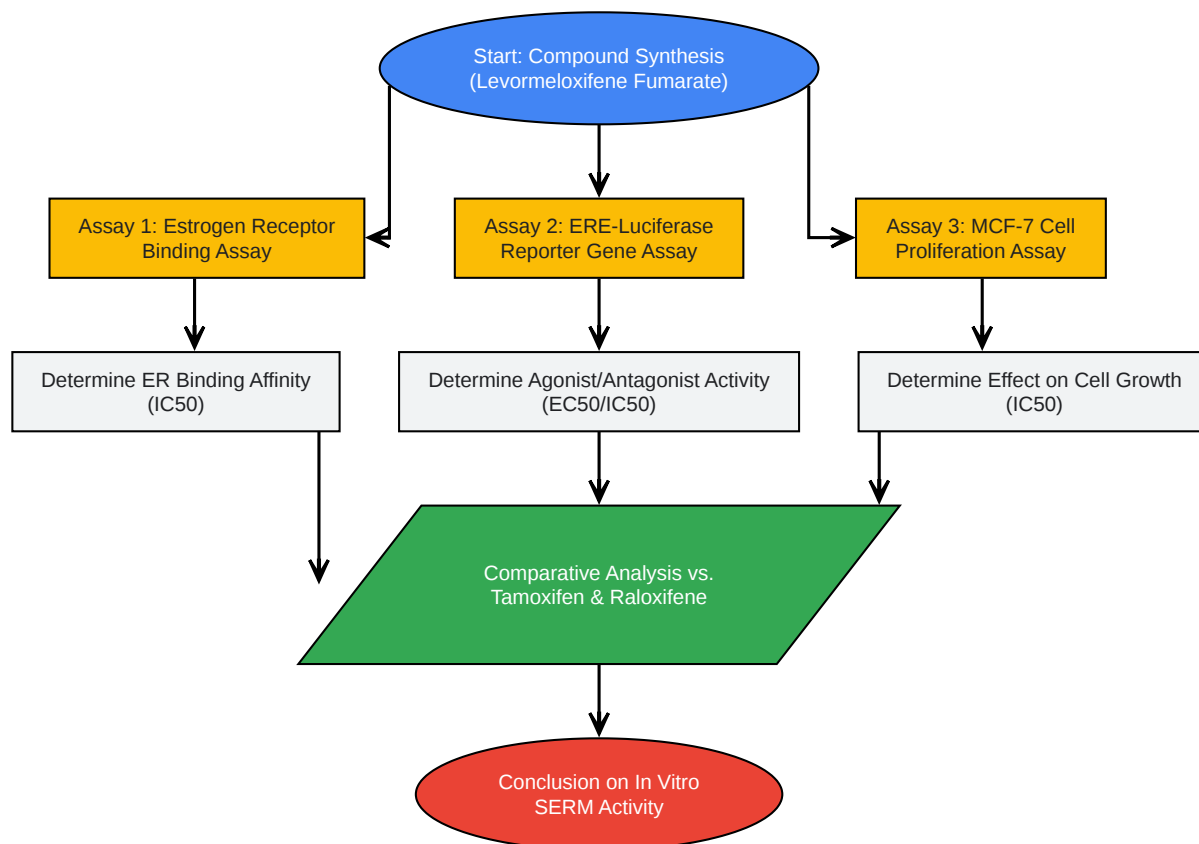 Start: Compound Synthesis
(Levormeloxifene Fumarate)
Assay 1: Estrogen Receptor
Binding Assay
Assay 2: ERE-Luciferase
Reporter Gene Assay
Assay 3: MCF-7 Cell
Proliferation Assay
Determine ER Binding Affinity
(IC50)
Determine Agonist/Antagonist Activity
(EC50/IC50)
Determine Effect on Cell Growth
(IC50)
Comparative Analysis vs.
Tamoxifen & Raloxifene
Conclusion on In Vitro
SERM Activity